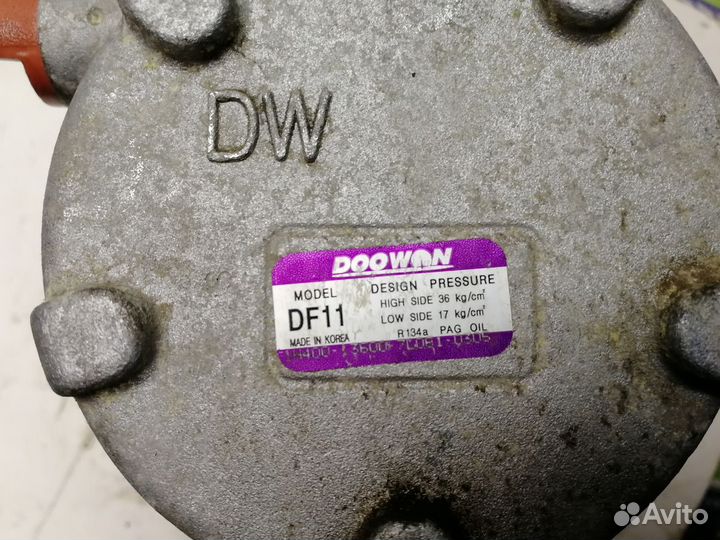 DW
DOOWON
MODEL
DF11
MADE IN KOREA
DESIGN PRESSURE
HIGH SIDE 36 kg/cm²
LOW SIDE 17 kg/cm²
R134a PAG OIL
Avito